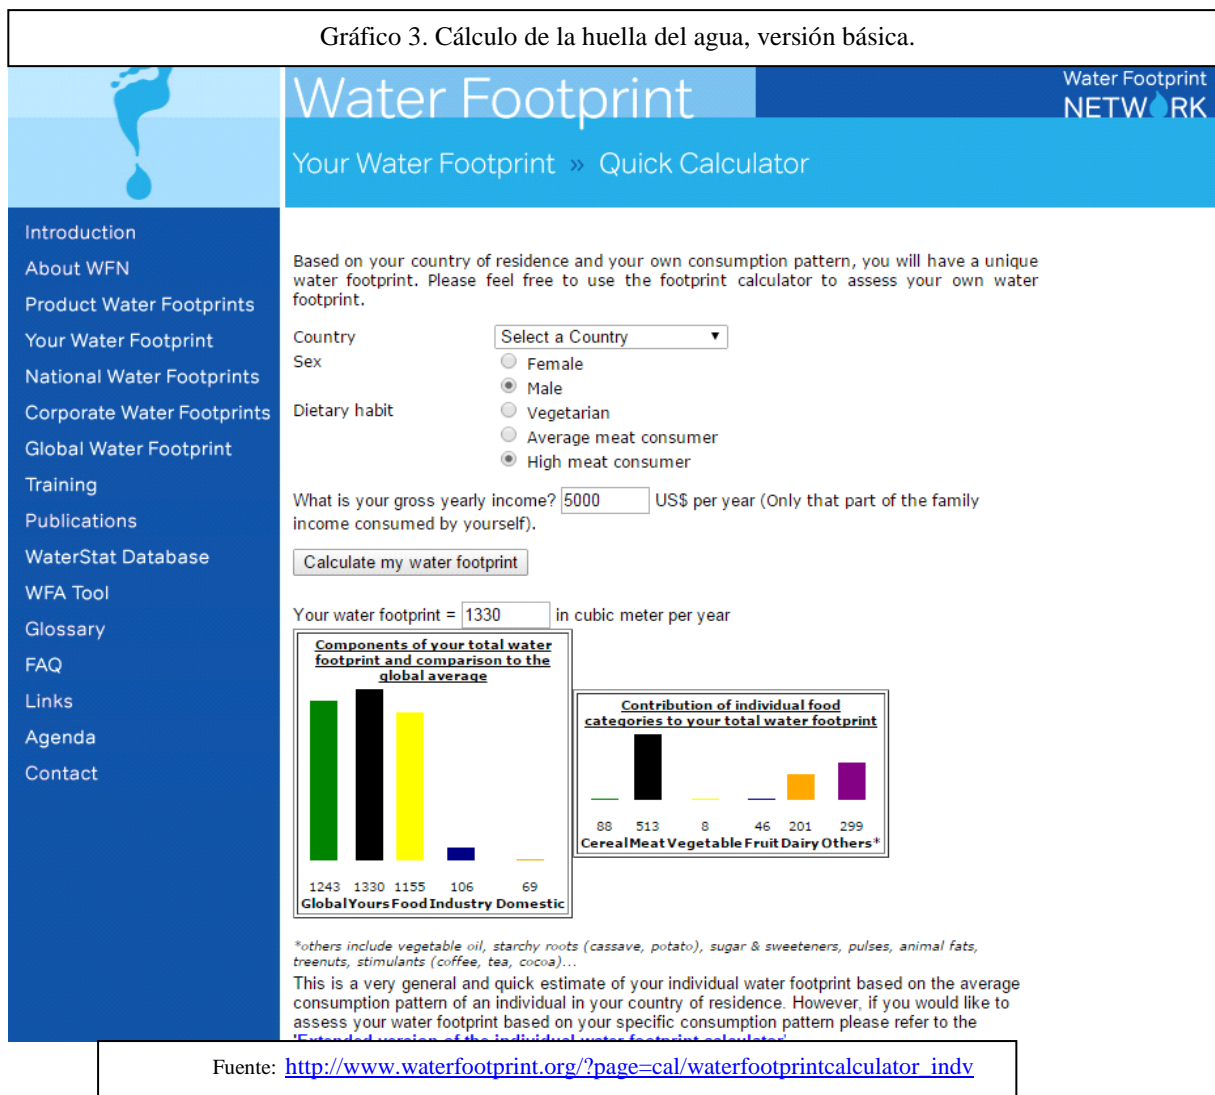 Gráfico 3. Cálculo de la huella del agua, versión básica.
Water Footprint
Water Footprint
NETWORK
Your Water Footprint » Quick Calculator
Introduction
About WFN
Product Water Footprints
Your Water Footprint
National Water Footprints
Corporate Water Footprints
Global Water Footprint
Training
Publications
WaterStat Database
WFA Tool
Glossary
FAQ
Links
Agenda
Contact
Based on your country of residence and your own consumption pattern, you will have a unique
water footprint. Please feel free to use the footprint calculator to assess your own water
footprint.
Country Select a Country
Sex Female
Male
Dietary habit Vegetarian
Average meat consumer
High meat consumer
What is your gross yearly income? 5000 US$ per year (Only that part of the family
income consumed by yourself).
Calculate my water footprint
Your water footprint = 1330 in cubic meter per year
Components of your total water
footprint and comparison to the
global average
1243 1330 1155 106 69
Global Yours Food Industry Domestic
Contribution of individual food
categories to your total water footprint
88 513 8 46 201 299
Cereal Meat Vegetable Fruit Dairy Others*
*others include vegetable oil, starchy roots (cassave, potato), sugar & sweeteners, pulses, animal fats,
treenuts, stimulants (coffee, tea, cocoa)...
This is a very general and quick estimate of your individual water footprint based on the average
consumption pattern of an individual in your country of residence. However, if you would like to
assess your water footprint based on your specific consumption pattern please refer to the
'Extended version of the individual water footprint calculator'
Fuente: http://www.waterfootprint.org/?page=cal/waterfootprintcalculator_indv